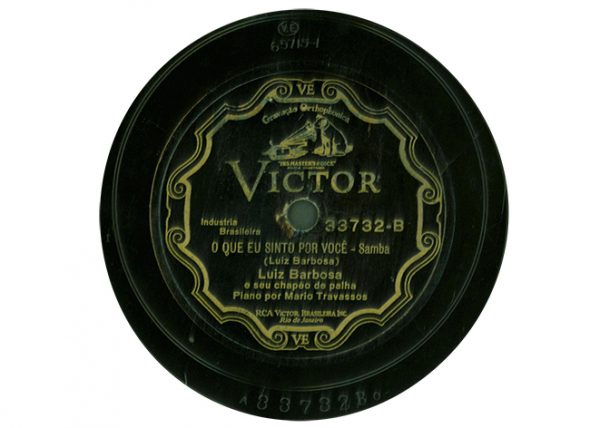 VE
65715-1
VE
Gravação Orthophonica
"HIS MASTER'S VOICE"
VICTOR
Industria
Brasileira
33732-B
O QUE EU SINTO POR VOCÊ - Samba
(Luiz Barbosa)
Luiz Barbosa
e seu chapéo de palha
Piano por Mario Travassos
RCA VICTOR BRASILEIRA INC.
Rio de Janeiro
VE
33732B